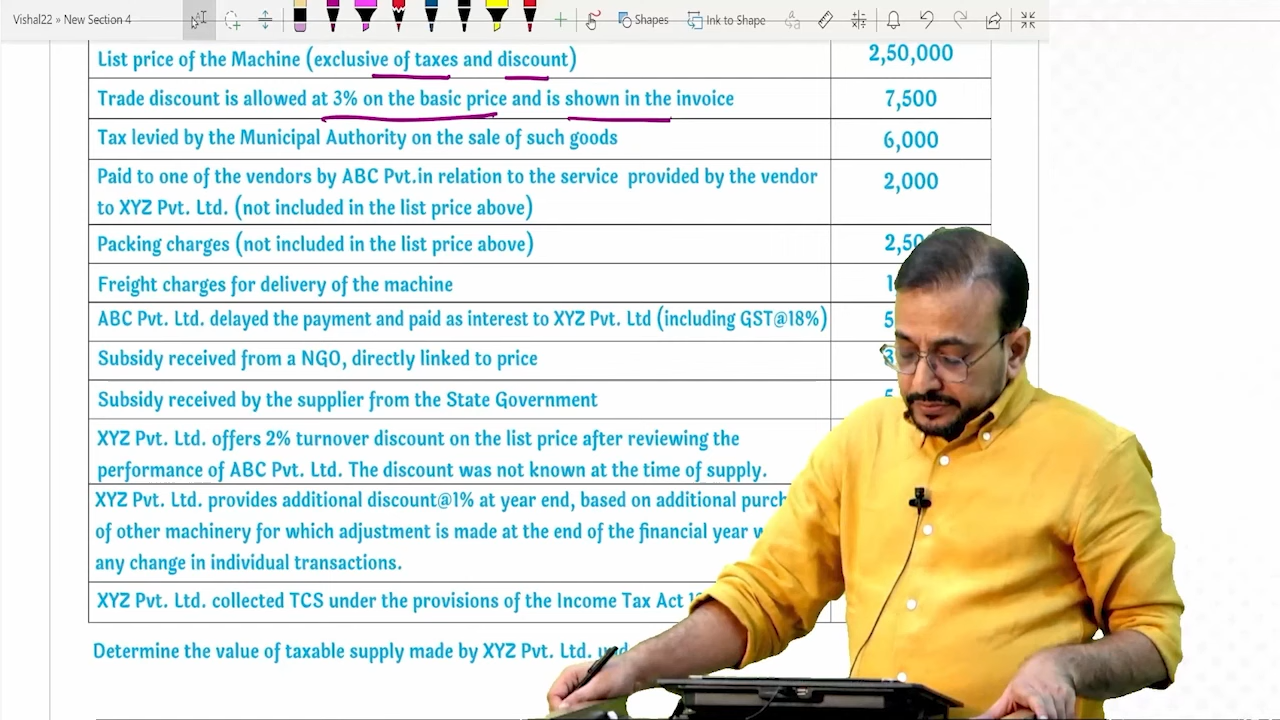 Vishal22 » New Section 4
Shapes
Ink to Shape
List price of the Machine (exclusive of taxes and discount) 2,50,000
Trade discount is allowed at 3% on the basic price and is shown in the invoice 7,500
Tax levied by the Municipal Authority on the sale of such goods 6,000
Paid to one of the vendors by ABC Pvt.in relation to the service provided by the vendor 2,000
to XYZ Pvt. Ltd. (not included in the list price above)
Packing charges (not included in the list price above)
Freight charges for delivery of the machine
ABC Pvt. Ltd. delayed the payment and paid as interest to XYZ Pvt. Ltd (including GST@18%)
Subsidy received from a NGO, directly linked to price
Subsidy received by the supplier from the State Government
XYZ Pvt. Ltd. offers 2% turnover discount on the list price after reviewing the
performance of ABC Pvt. Ltd. The discount was not known at the time of supply.
XYZ Pvt. Ltd. provides additional discount@1% at year end, based on additional
of other machinery for which adjustment is made at the end of the financial year
any change in individual transactions.
XYZ Pvt. Ltd. collected TCS under the provisions of the Income Tax Act
Determine the value of taxable supply made by XYZ Pvt. Ltd.